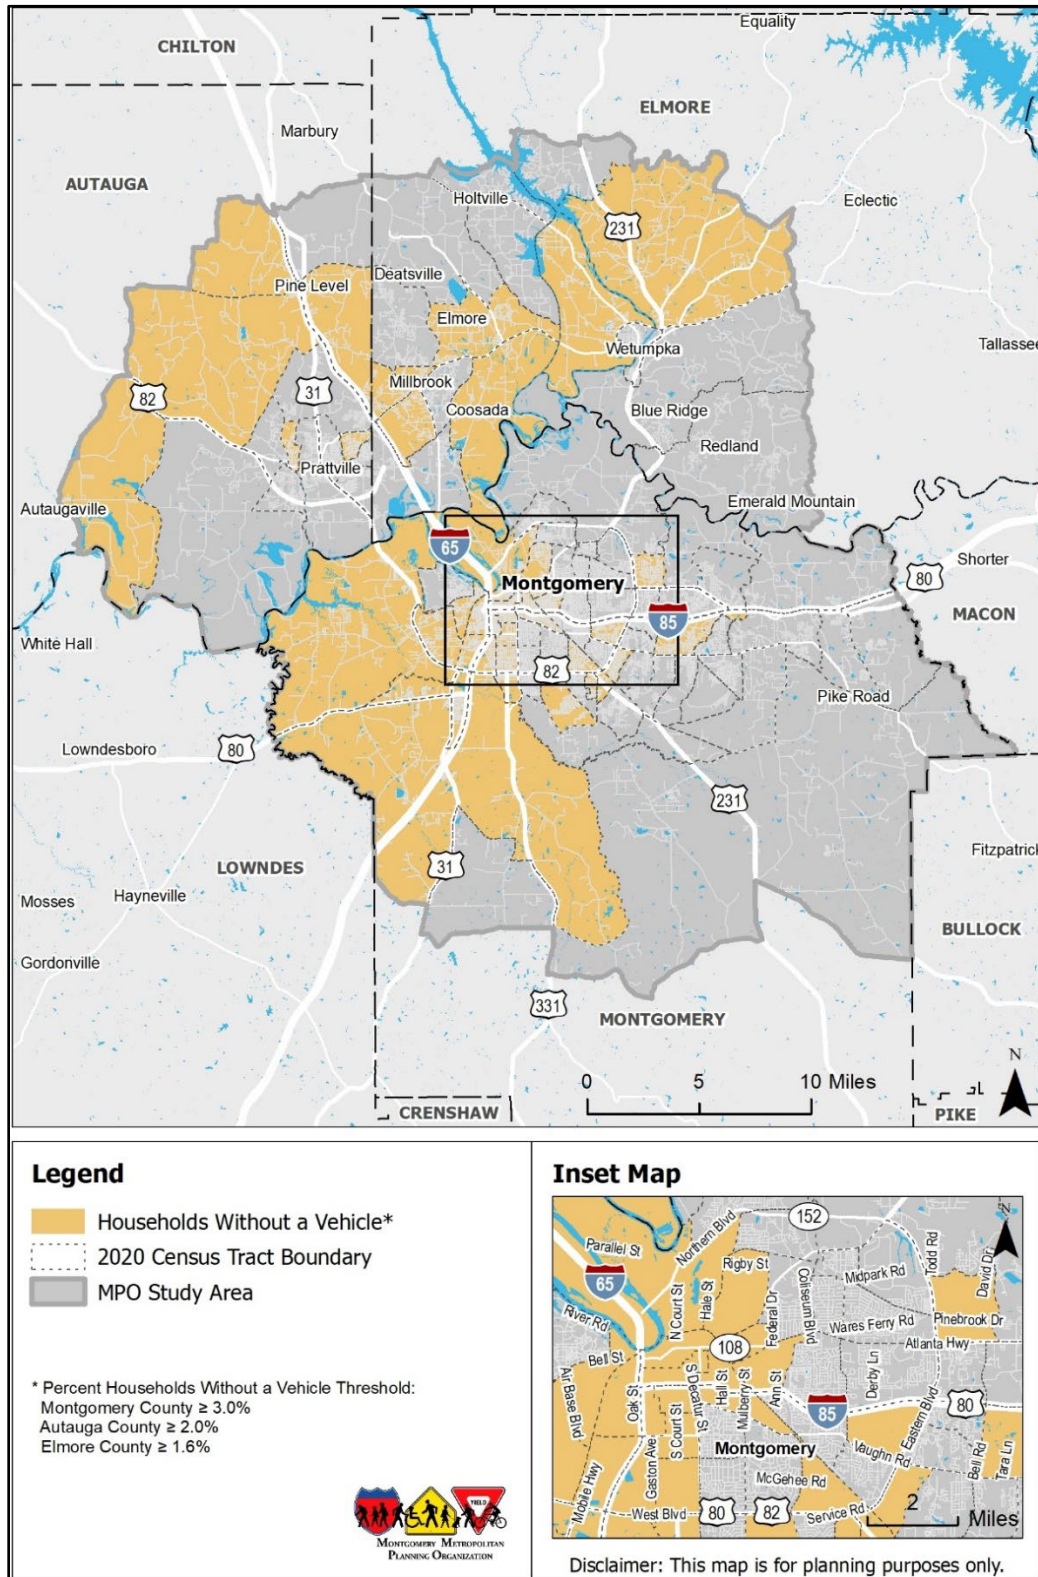 Equality
CHILTON
ELMORE
Marbury
AUTAUGA
Holtville
Eclectic
231
Deatsville
Pine Level
Elmore
Tallassee
Wetumpka
82
31
Millbrook
Coosada
Blue Ridge
Redland
Prattville
Autaugaville
Emerald Mountain
65
Shorter
80
Montgomery
MACON
85
White Hall
82
Pike Road
Lowndesboro
80
231
Fitzpatrick
31
LOWNDES
Hayneville
Mosses
BULLOCK
Gordonville
331
MONTGOMERY
N
0 5 10 Miles
CRENSHAW
PIKE
Legend
Households Without a Vehicle*
2020 Census Tract Boundary
MPO Study Area
* Percent Households Without a Vehicle Threshold:
Montgomery County ≥ 3.0%
Autauga County ≥ 2.0%
Elmore County ≥ 1.6%
YIELD
MONTGOMERY METROPOLITAN
PLANNING ORGANIZATION
Inset Map
152
N
Parallel St
Northern Blvd
Rigby St
Todd Rd
David Dr
65
Midpark Rd
N Court St
Hale St
Federal Dr
Coliseum Blvd
River Rd
Wares Ferry Rd
Pinebrook Dr
108
Atlanta Hwy
Bell St
Air Base Blvd
Oak St
S Decatur St
Hall St
Mulberry St
Ann St
Derby Ln
85
80
S Court St
Eastern Blvd
Gaston Ave
Montgomery
Vaughn Rd
Bell Rd
Tara Ln
Mobile Hwy
McGehee Rd
West Blvd
80
82
Service Rd
2
Miles
Disclaimer: This map is for planning purposes only.